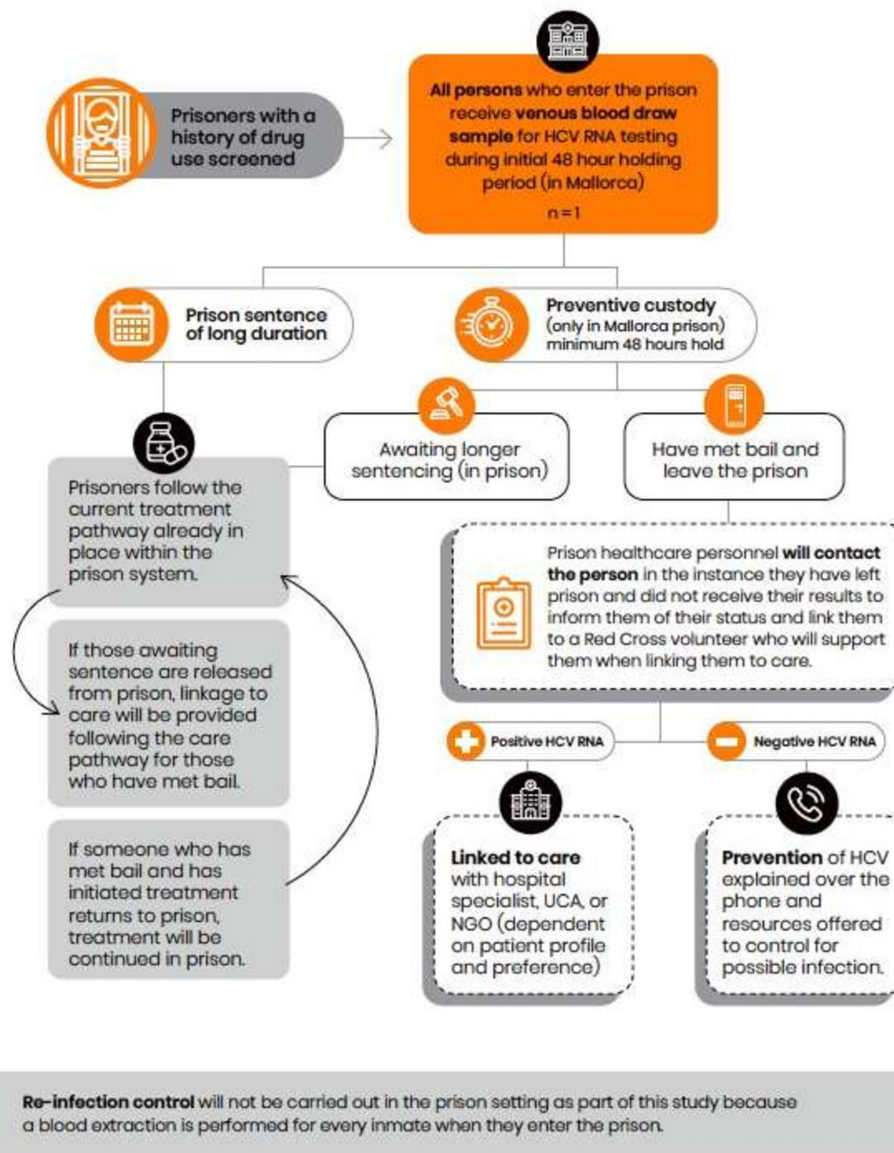 Prisoners with a
history of drug
use screened
All persons who enter the prison
receive venous blood draw
sample for HCV RNA testing
during initial 48 hour holding
period (in Mallorca)
n = 1
Prison sentence
of long duration
Preventive custody
(only in Mallorca prison)
minimum 48 hours hold
Awaiting longer
sentencing (in prison)
Have met bail and
leave the prison
Prisoners follow the
current treatment
pathway already in
place within the
prison system.
If those awaiting
sentence are released
from prison, linkage to
care will be provided
following the care
pathway for those
who have met bail.
If someone who has
met bail and has
initiated treatment
returns to prison,
treatment will be
continued in prison.
Prison healthcare personnel will contact
the person in the instance they have left
prison and did not receive their results to
inform them of their status and link them
to a Red Cross volunteer who will support
them when linking them to care.
Positive HCV RNA
Negative HCV RNA
Linked to care
with hospital
specialist, UCA, or
NGO (dependent
on patient profile
and preference)
Prevention of HCV
explained over the
phone and
resources offered
to control for
possible infection.
Re-infection control will not be carried out in the prison setting as part of this study because
a blood extraction is performed for every inmate when they enter the prison.